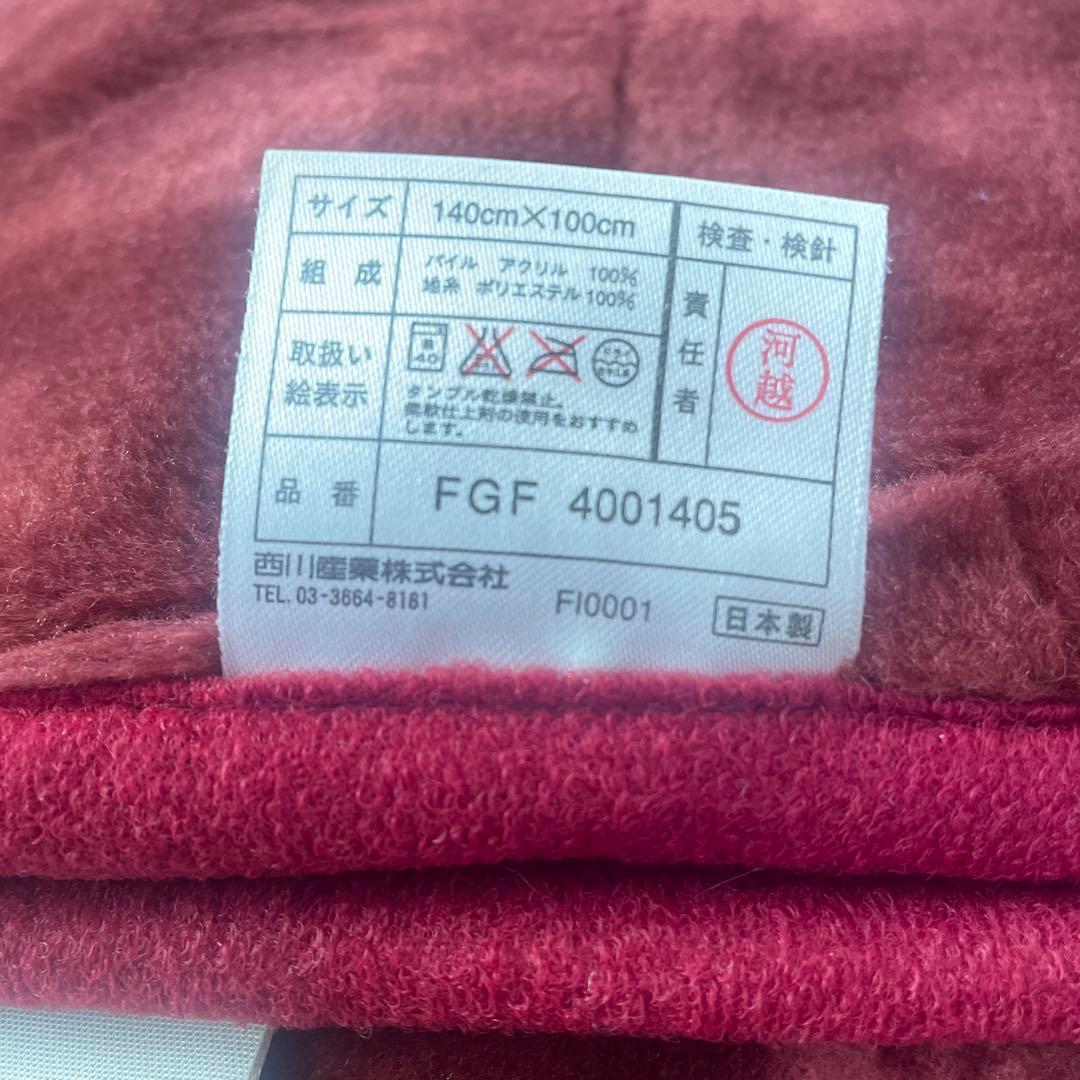 サイズ 140cm×100cm 検査・検針
組成 パイル アクリル 100%
地糸 ポリエステル100%
責任者 河越
取扱い絵表示
40
タンブル乾燥禁止。
柔軟仕上剤の使用をおすすめ
します。
品番 FGF 4001405
西川産業株式会社
TEL. 03-3664-8161 FI0001 日本製